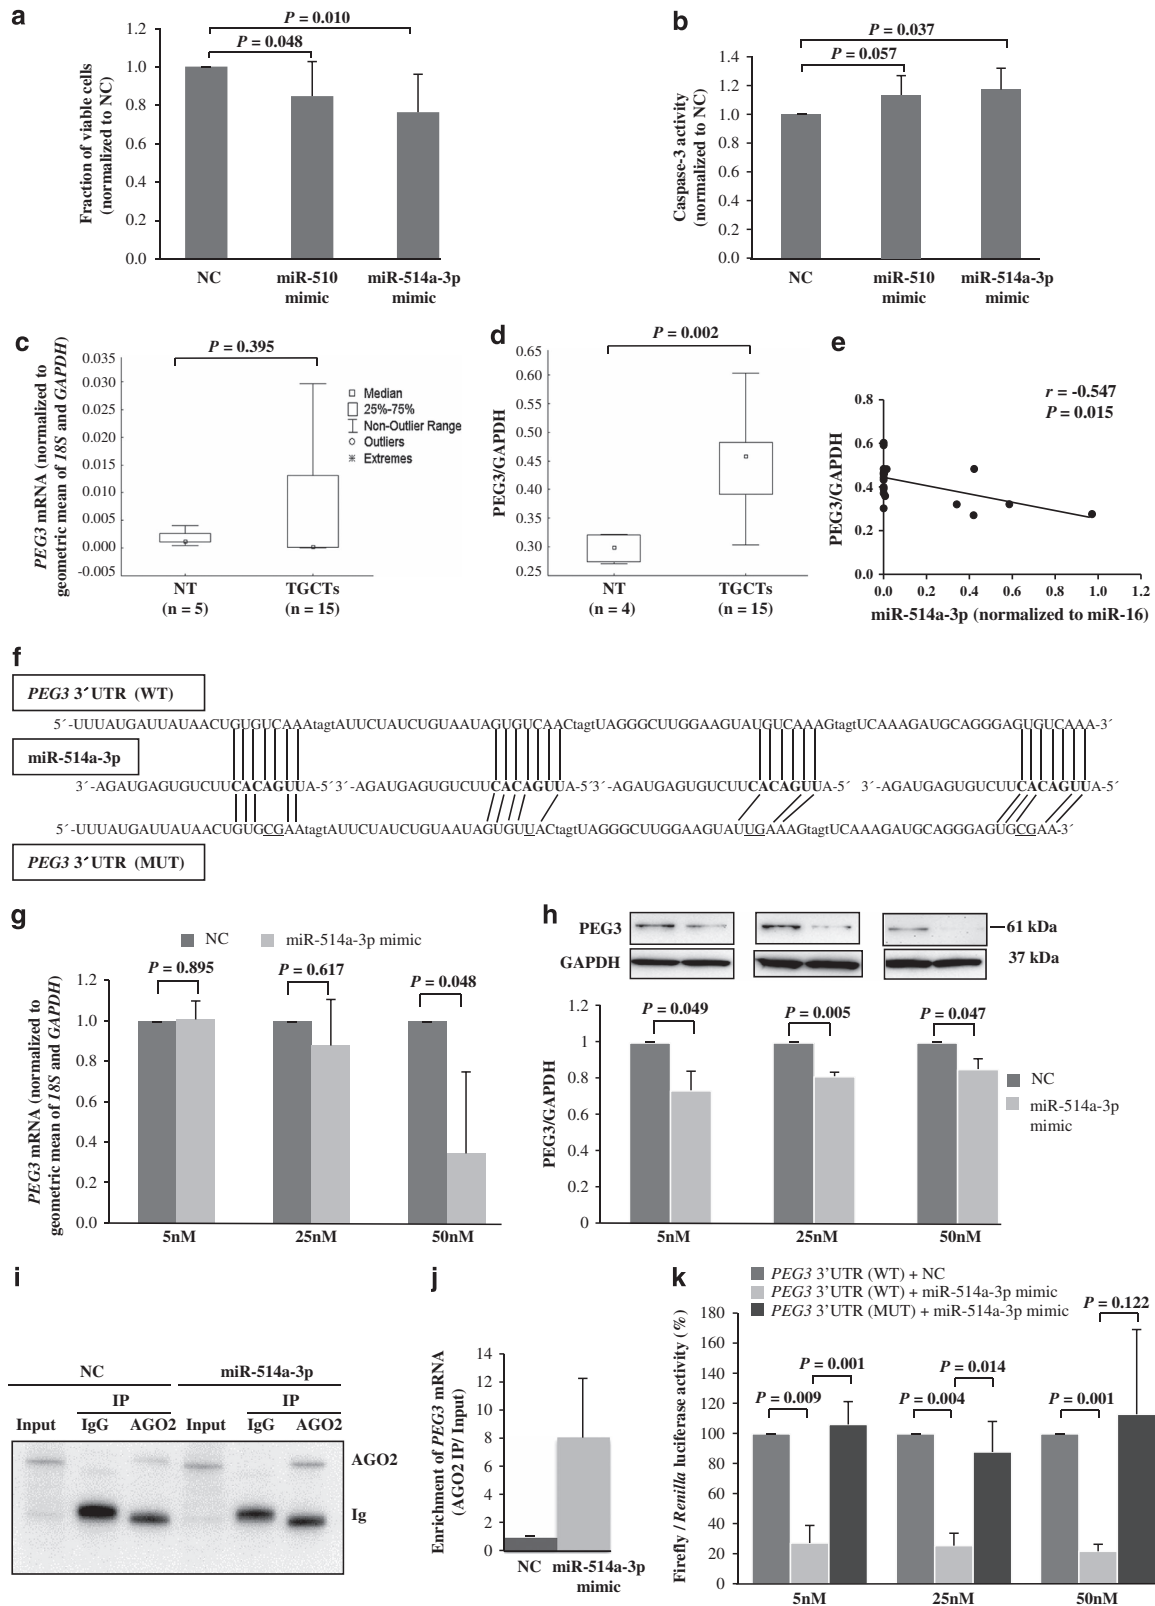 a
Fraction of viable cells
(normalized to NC)
1.2
1.0
0.8
0.6
0.4
0.2
0.0
P = 0.010
P = 0.048
NC
miR-510
mimic
miR-514a-3p
mimic
b
Caspase-3 activity
(normalized to NC)
1.4
1.2
1.0
0.8
0.6
0.4
0.2
0.0
P = 0.037
P = 0.057
NC
miR-510
mimic
miR-514a-3p
mimic
c
PEG3 mRNA (normalized to
geometric mean of 18S and GAPDH)
0.035
0.030
0.025
0.020
0.015
0.010
0.005
0.000
-0.005
P = 0.395
Median
25%-75%
Non-Outlier Range
Outliers
Extremes
NT
(n = 5)
TGCTs
(n = 15)
d
PEG3/GAPDH
0.65
0.60
0.55
0.50
0.45
0.40
0.35
0.30
0.25
P = 0.002
NT
(n = 4)
TGCTs
(n = 15)
e
PEG3/GAPDH
0.8
0.6
0.4
0.2
0.0
r = -0.547
P = 0.015
0.0 0.2 0.4 0.6 0.8 1.0 1.2
miR-514a-3p (normalized to miR-16)
f
PEG3 3´UTR (WT)
5´-UUUAUGAUUAUAACUGUGUCAAAtagtAUUCUAUCUGUAAUAGUGUCAACtagtUAGGGCUUGGAAGUAUGUCAAAGtagtUCAAAGAUGCAGGGAGUGUCAAA-3´
miR-514a-3p
3´-AGAUGAGUGUCUUCACAGUUA-5´3´-AGAUGAGUGUCUUCACAGUUA-5´3´-AGAUGAGUGUCUUCACAGUUA-5´ 3´-AGAUGAGUGUCUUCACAGUUA-5´
5´-UUUAUGAUUAUAACUGUGCGAAtagtAUUCUAUCUGUAAUAGUGUUACtagtUAGGGCUUGGAAGUAUUGAAAGtagtUCAAAGAUGCAGGGAGUGCGAA-3´
PEG3 3´UTR (MUT)
g
NC
miR-514a-3p mimic
PEG3 mRNA (normalized to
geometric mean of 18S and GAPDH)
1.2
1.0
0.8
0.6
0.4
0.2
0.0
P = 0.895
P = 0.617
P = 0.048
5nM
25nM
50nM
h
PEG3
61 kDa
GAPDH
37 kDa
PEG3/GAPDH
1.2
1
0.8
0.6
0.4
0.2
0
P = 0.049
P = 0.005
P = 0.047
NC
miR-514a-3p
mimic
5nM
25nM
50nM
i
NC
miR-514a-3p
IP
IP
Input
IgG
AGO2
Input
IgG
AGO2
AGO2
Ig
j
Enrichment of PEG3 mRNA
(AGO2 IP/ Input)
14
12
10
8
6
4
2
0
NC
miR-514a-3p
mimic
k
PEG3 3'UTR (WT) + NC
PEG3 3'UTR (WT) + miR-514a-3p mimic
PEG3 3'UTR (MUT) + miR-514a-3p mimic
Firefly / Renilla luciferase activity (%)
180
160
140
120
100
80
60
40
20
0
P = 0.009
P = 0.001
P = 0.004
P = 0.014
P = 0.001
P = 0.122
5nM
25nM
50nM